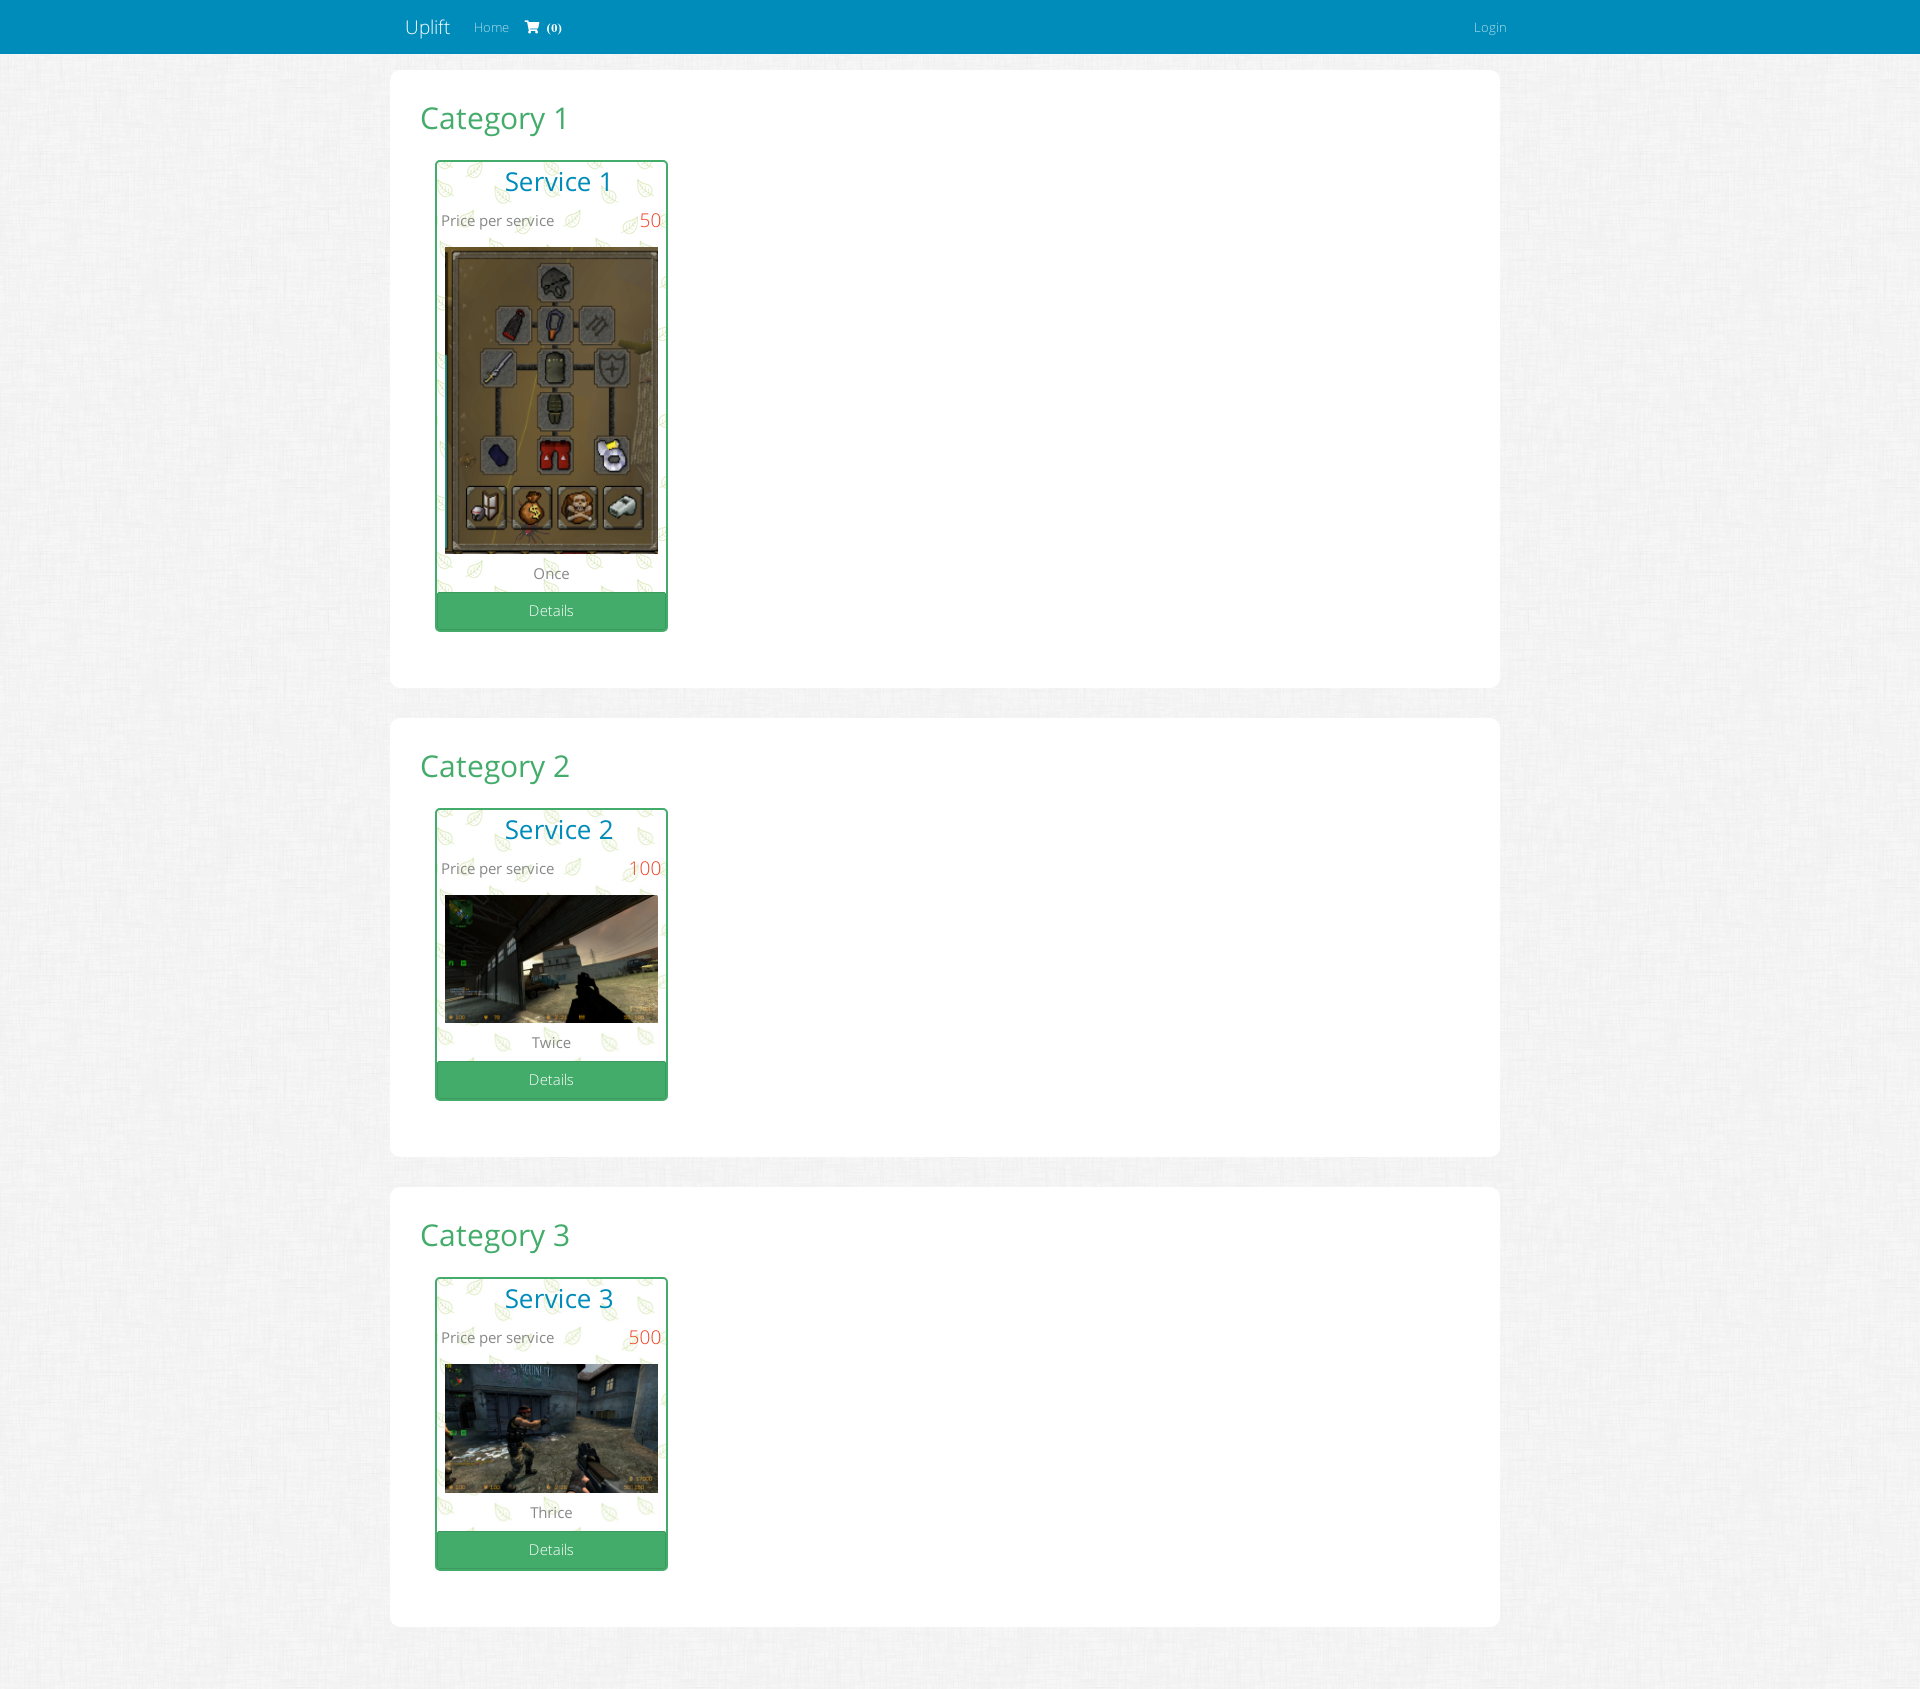 Uplift Home (0) Login
Category 1
Service 1
Price per service 50
Once
Details
Category 2
Service 2
Price per service 100
Twice
Details
Category 3
Service 3
Price per service 500
Thrice
Details